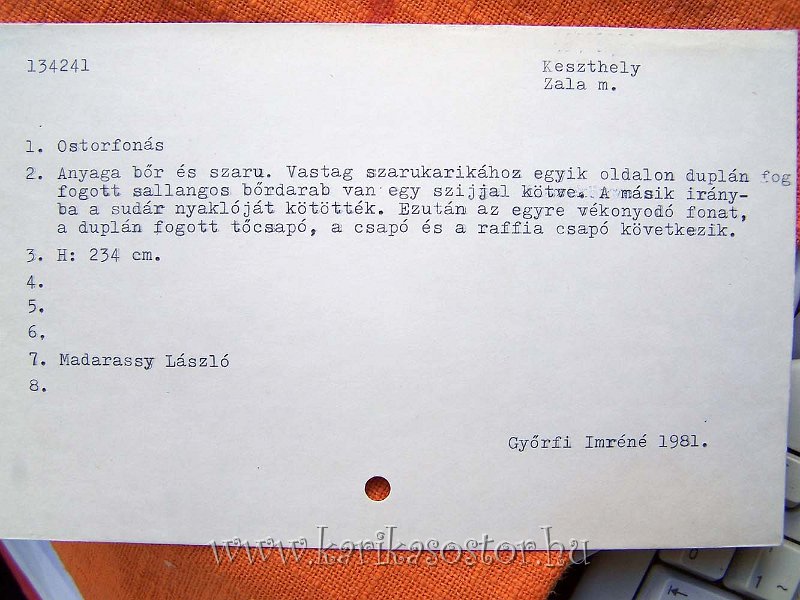 134241
Keszthely
Zala m.
1. Ostorfonás
2. Anyaga bőr és szaru. Vastag szarukarikához egyik oldalon duplán fog
fogott sallangos bőrdarab van egy szijjal kötve. A másik irány-
ba a sudár nyaklóját kötötték. Ezután az egyre vékonyodó fonat,
a duplán fogott tőcsapó, a csapó és a raffia csapó következik.
3. H: 234 cm.
4.
5.
6.
7. Madarassy László
8.
Győrfi Imréné 1981.
www.karikasostor.hu